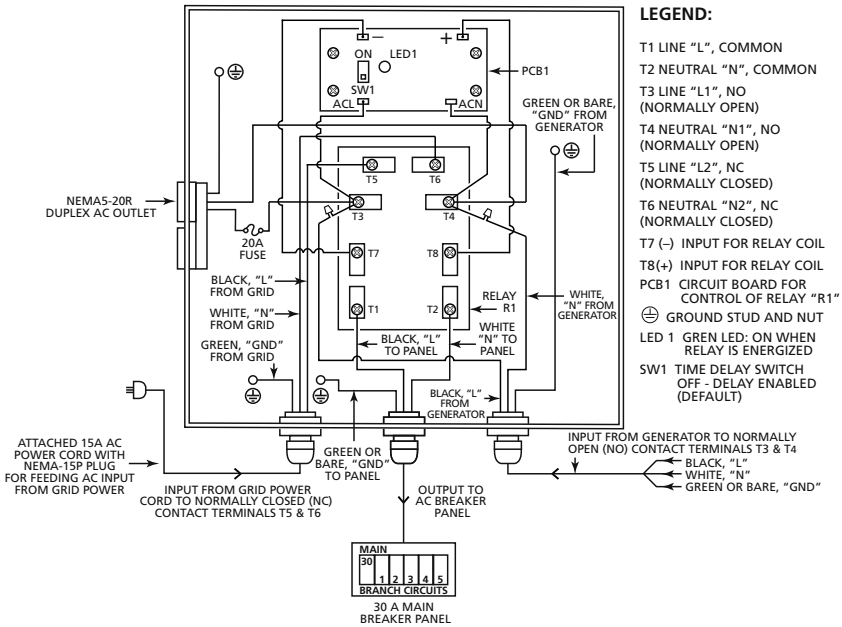 LEGEND:
T1 LINE “L”, COMMON
T2 NEUTRAL “N”, COMMON
T3 LINE “L1”, NO
(NORMALLY OPEN)
T4 NEUTRAL “N1”, NO
(NORMALLY OPEN)
T5 LINE “L2”, NC
(NORMALLY CLOSED)
T6 NEUTRAL “N2”, NC
(NORMALLY CLOSED)
T7 (–) INPUT FOR RELAY COIL
T8(+) INPUT FOR RELAY COIL
PCB1 CIRCUIT BOARD FOR
CONTROL OF RELAY “R1”
GROUND STUD AND NUT
LED 1 GREN LED: ON WHEN
RELAY IS ENERGIZED
SW1 TIME DELAY SWITCH
OFF - DELAY ENABLED
(DEFAULT)
– +
ON
LED1
SW1
ACL
ACN
PCB1
GREEN OR BARE,
“GND” FROM
GENERATOR
T5
T6
T3
T4
T7
T8
T1
T2
NEMA5-20R
DUPLEX AC OUTLET
20A
FUSE
BLACK, “L”
FROM GRID
WHITE, “N”
FROM GRID
GREEN, “GND”
FROM GRID
RELAY
R1
WHITE,
“N” FROM
GENERATOR
BLACK, “L”
TO PANEL
WHITE
“N” TO
PANEL
BLACK, “L”
FROM
GENERATOR
ATTACHED 15A AC
POWER CORD WITH
NEMA-15P PLUG
FOR FEEDING AC INPUT
FROM GRID POWER
INPUT FROM GRID POWER
CORD TO NORMALLY CLOSED (NC)
CONTACT TERMINALS T5 & T6
GREEN OR
BARE, “GND”
TO PANEL
OUTPUT TO
AC BREAKER
PANEL
INPUT FROM GENERATOR TO NORMALLY
OPEN (NO) CONTACT TERMINALS T3 & T4
BLACK, “L”
WHITE, “N”
GREEN OR BARE, “GND”
MAIN
30
1 2 3 4 5
BRANCH CIRCUITS
30 A MAIN
BREAKER PANEL